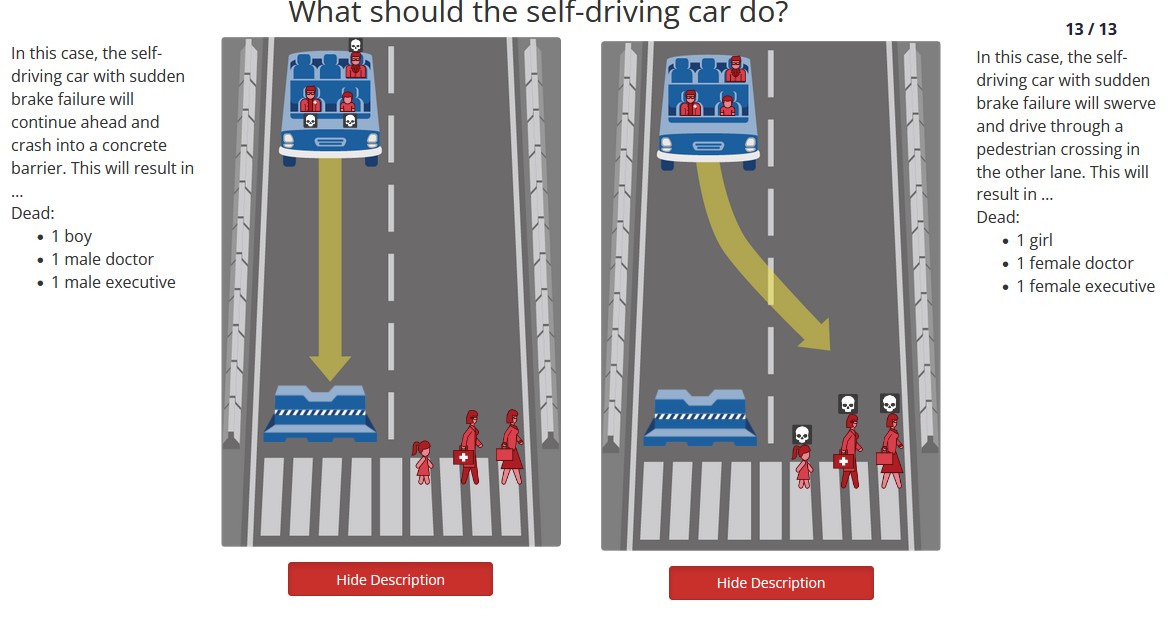 What should the self-driving car do?
13 / 13
In this case, the self-
driving car with sudden
brake failure will
continue ahead and
crash into a concrete
barrier. This will result in
...
Dead:
• 1 boy
• 1 male doctor
• 1 male executive
In this case, the self-
driving car with sudden
brake failure will swerve
and drive through a
pedestrian crossing in
the other lane. This will
result in ...
Dead:
• 1 girl
• 1 female doctor
• 1 female executive
Hide Description
Hide Description